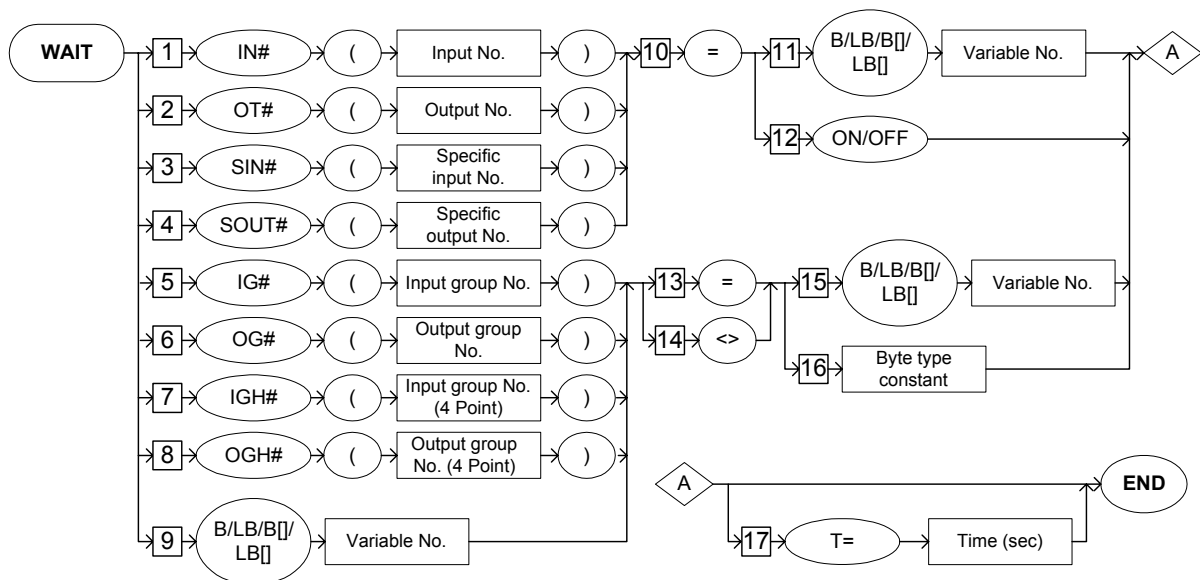 WAIT
1 IN# ( Input No. ) 10 = 11 B/LB/B[]/ Variable No. A
LB[]
2 OT# ( Output No. ) 12 ON/OFF
3 SIN# ( Specific )
input No.
4 SOUT# ( Specific )
output No.
5 IG# ( Input group No. ) 13 = 15 B/LB/B[]/ Variable No.
LB[]
6 OG# ( Output group ) 14 <> 16 Byte type
No. constant
7 IGH# ( Input group No. )
(4 Point)
8 OGH# ( Output group )
No. (4 Point)
A END
9 B/LB/B[]/ Variable No. 17 T= Time (sec)
LB[]